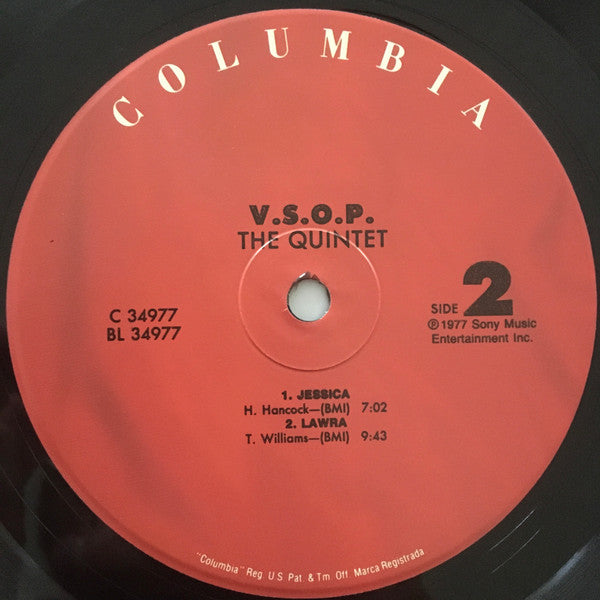 COLUMBIA
V.S.O.P.
THE QUINTET
C 34977
BL 34977
SIDE 2
℗1977 Sony Music
Entertainment Inc.
1. JESSICA
H. Hancock—(BMI) 7:02
2. LAWRA
T. Williams—(BMI) 9:43
"Columbia" Reg. U.S. Pat. & Tm. Off. Marca Registrada